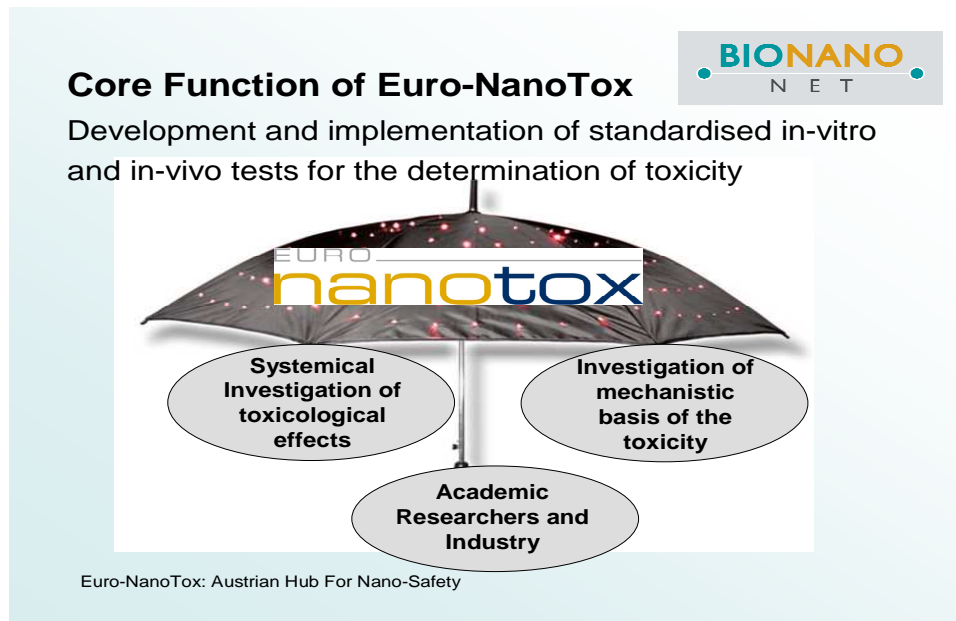 BIONANO
NET
Core Function of Euro-NanoTox
Development and implementation of standardised in-vitro
and in-vivo tests for the determination of toxicity
EURO
nanotox
Systemical
Investigation of
toxicological
effects
Investigation of
mechanistic
basis of the
toxicity
Academic
Researchers and
Industry
Euro-NanoTox: Austrian Hub For Nano-Safety